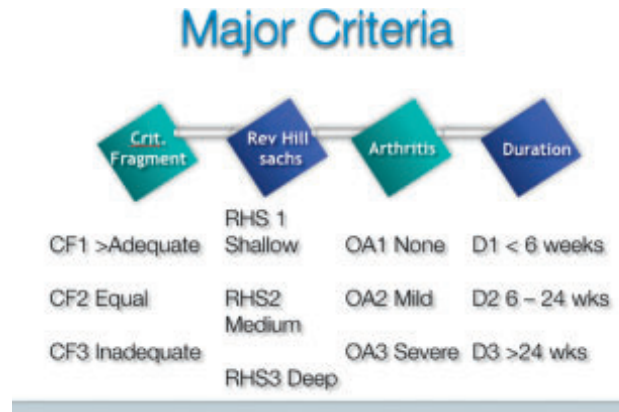 Major Criteria
Crit.
Fragment
Rev Hill
sachs
Arthritis
Duration
CF1 >Adequate
CF2 Equal
CF3 Inadequate
RHS 1
Shallow
RHS2
Medium
RHS3 Deep
OA1 None
OA2 Mild
OA3 Severe
D1 < 6 weeks
D2 6 – 24 wks
D3 >24 wks